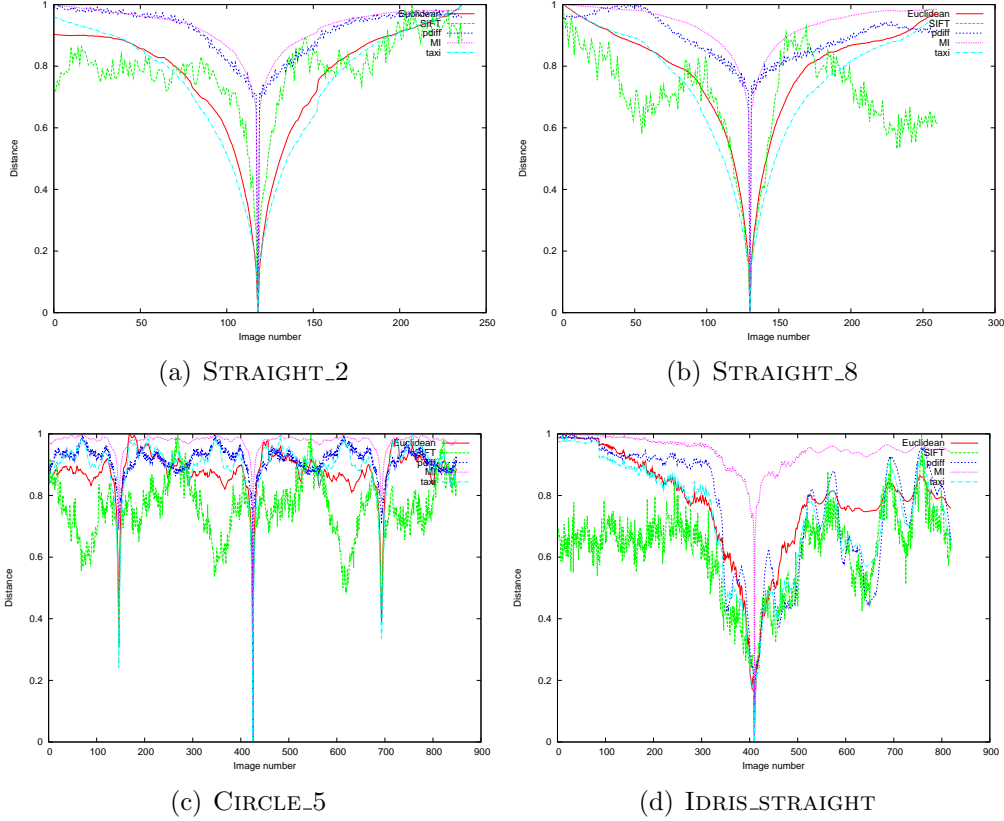 1
0.8
0.6
0.4
0.2
0
Distance
0 50 100 150 200 250
Image number
Euclidean
SIFT
pdiff
MI
taxi
(a) STRAIGHT_2
1
0.8
0.6
0.4
0.2
0
Distance
0 50 100 150 200 250 300
Image number
Euclidean
SIFT
pdiff
MI
taxi
(b) STRAIGHT_8
1
0.8
0.6
0.4
0.2
0
Distance
0 100 200 300 400 500 600 700 800 900
Image number
Euclidean
SIFT
pdiff
MI
taxi
(c) CIRCLE_5
1
0.8
0.6
0.4
0.2
0
Distance
0 100 200 300 400 500 600 700 800 900
Image number
Euclidean
SIFT
pdiff
MI
taxi
(d) IDRIS_STRAIGHT